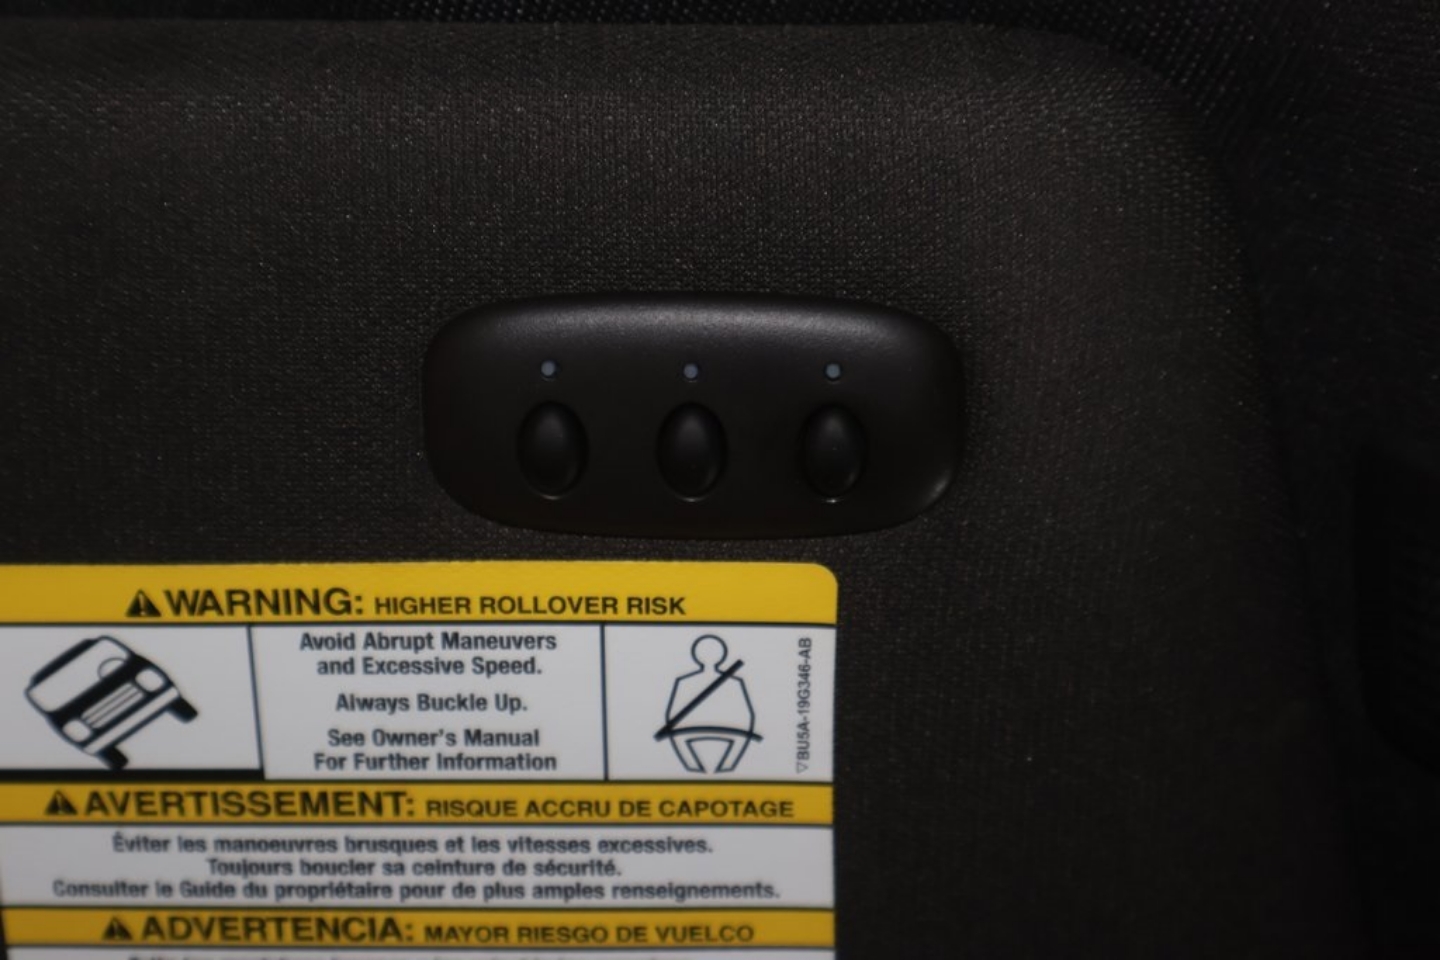 ⚠WARNING: HIGHER ROLLOVER RISK
Avoid Abrupt Maneuvers
and Excessive Speed.
Always Buckle Up.
See Owner's Manual
For Further Information
▽BU5A-19G346-AB
⚠AVERTISSEMENT: RISQUE ACCRU DE CAPOTAGE
Éviter les manoeuvres brusques et les vitesses excessives.
Toujours boucler sa ceinture de sécurité.
Consulter le Guide du propriétaire pour de plus amples renseignements.
⚠ADVERTENCIA: MAYOR RIESGO DE VUELCO